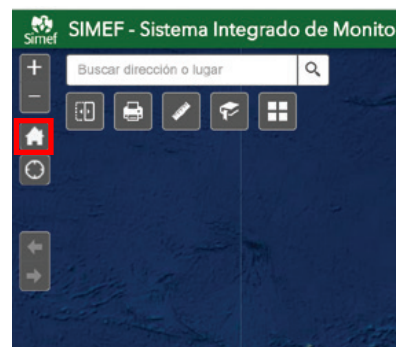 Simef
SIMEF - Sistema Integrado de Monito
Buscar dirección o lugar